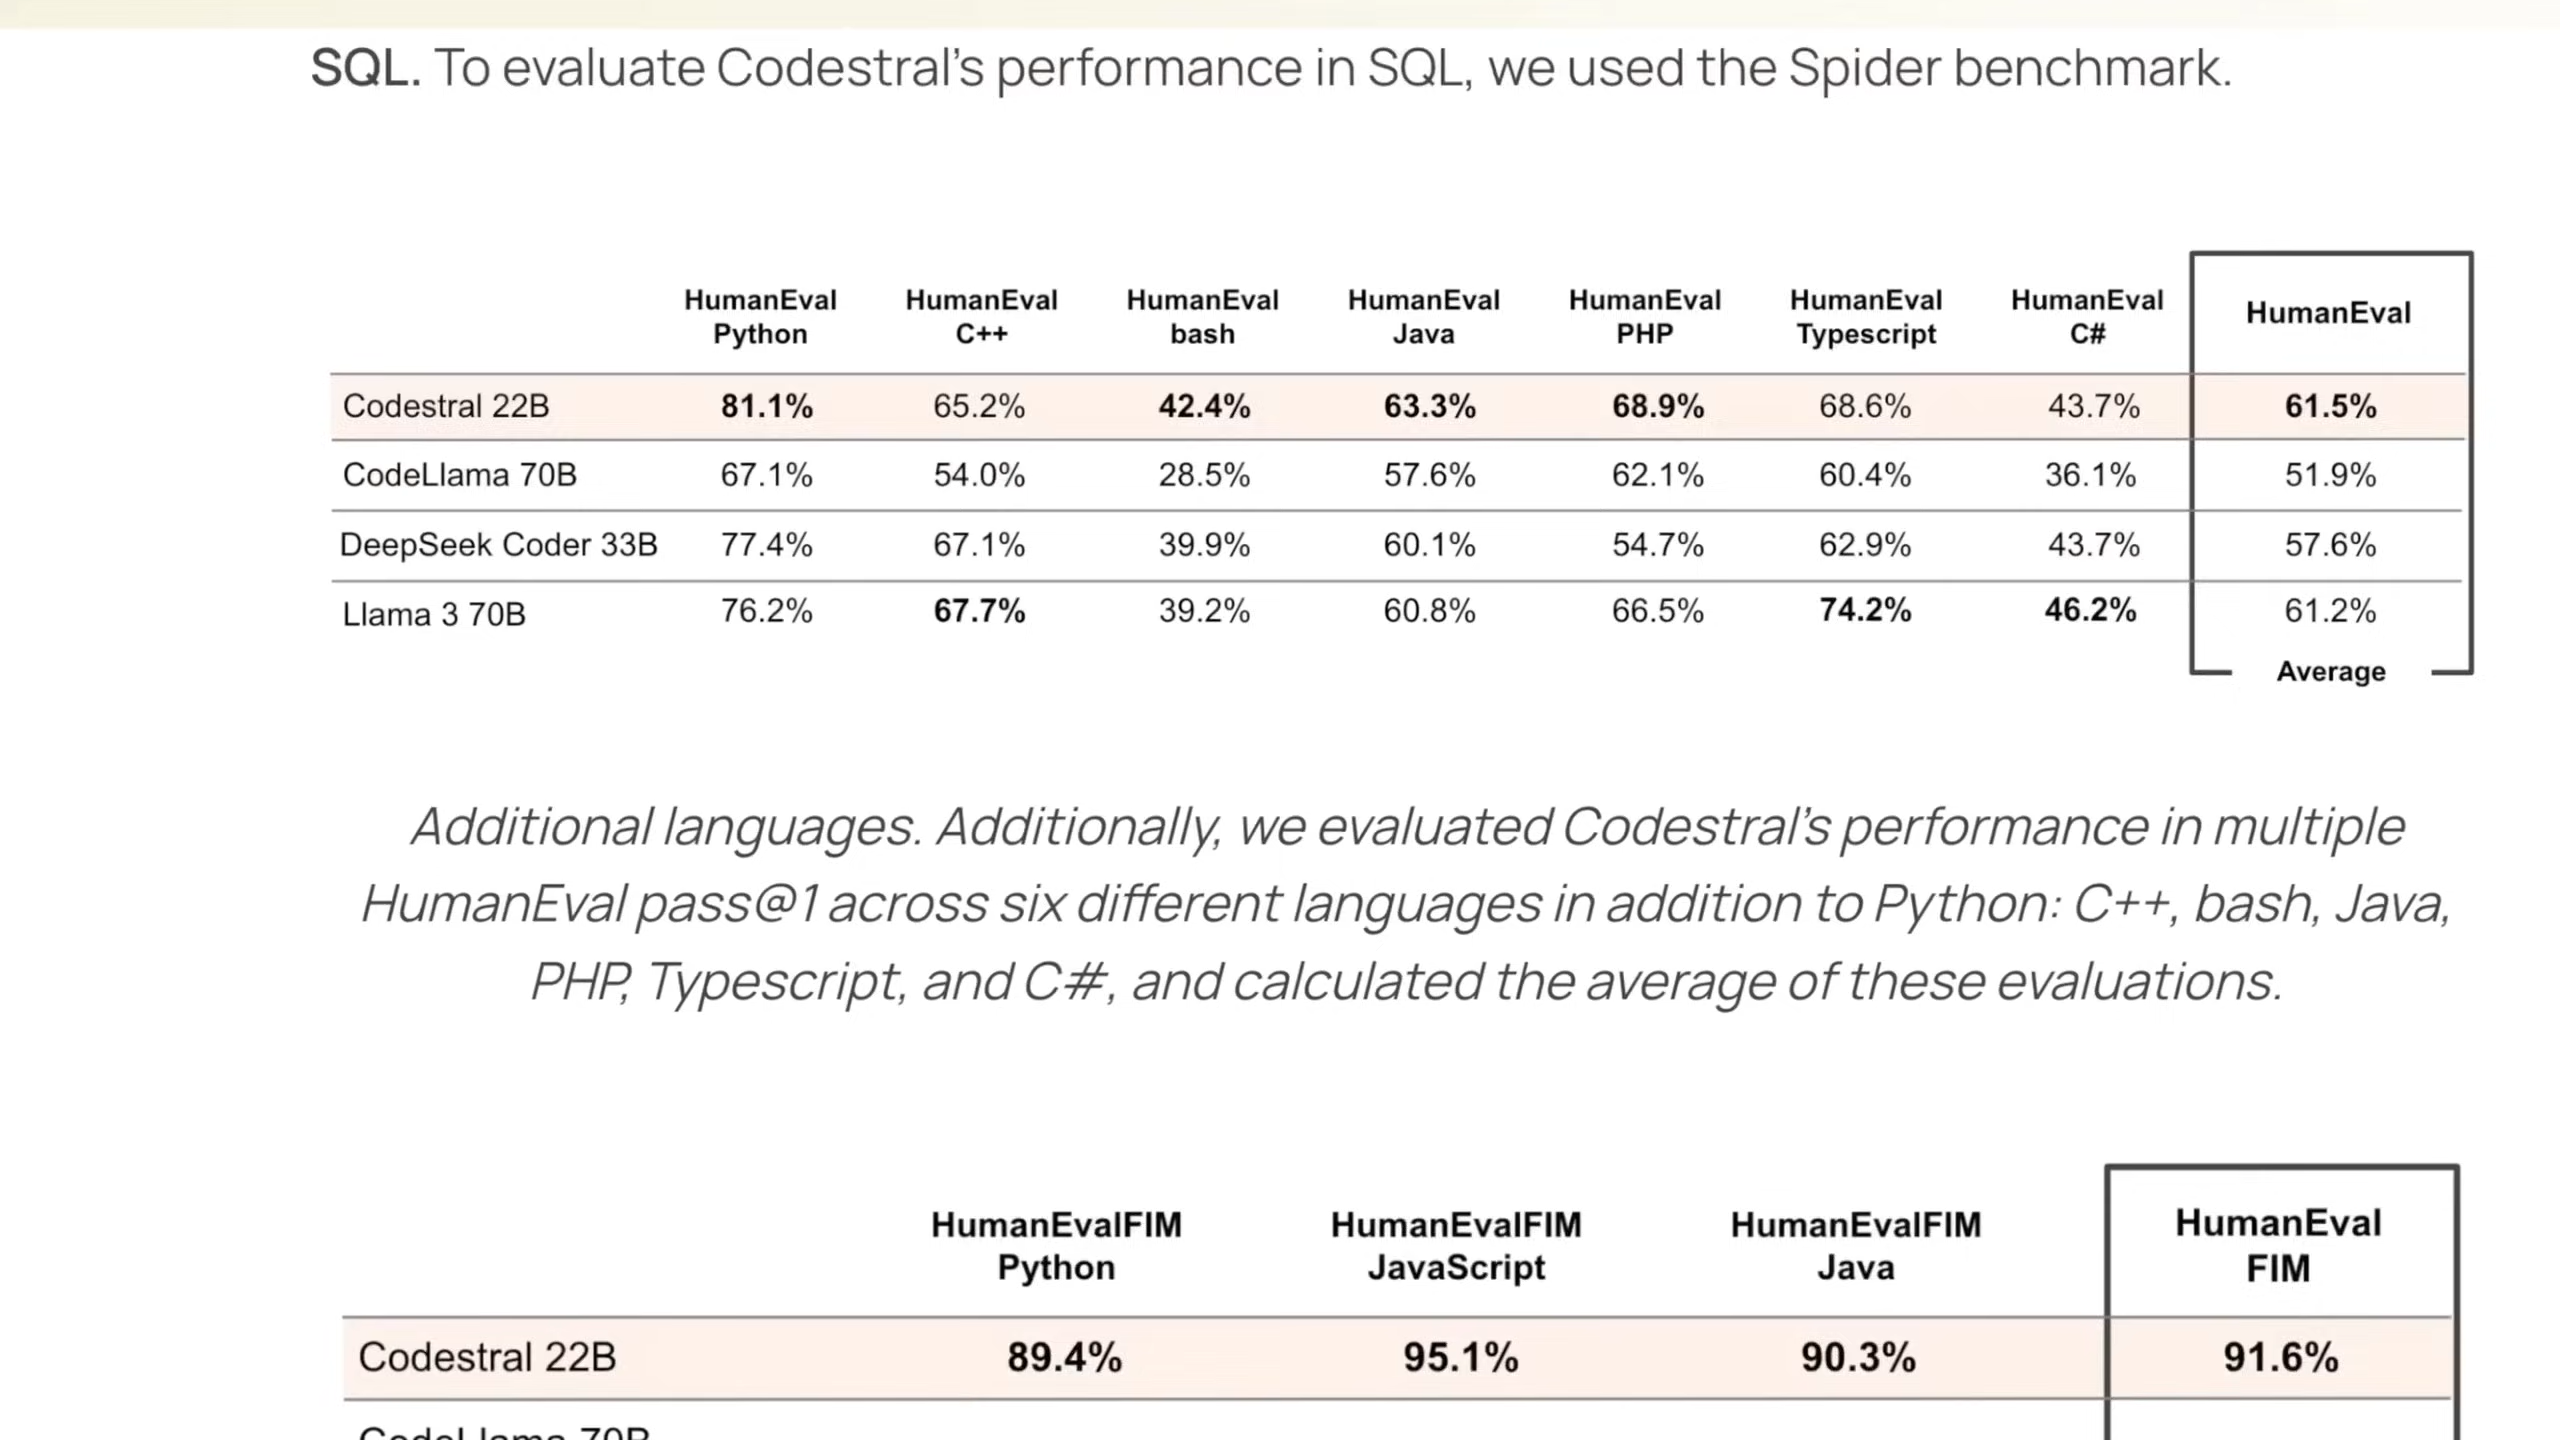 SQL. To evaluate Codestral’s performance in SQL, we used the Spider benchmark.
HumanEval Python HumanEval C++ HumanEval bash HumanEval Java HumanEval PHP HumanEval Typescript HumanEval C# HumanEval
Codestral 22B 81.1% 65.2% 42.4% 63.3% 68.9% 68.6% 43.7% 61.5%
CodeLlama 70B 67.1% 54.0% 28.5% 57.6% 62.1% 60.4% 36.1% 51.9%
DeepSeek Coder 33B 77.4% 67.1% 39.9% 60.1% 54.7% 62.9% 43.7% 57.6%
Llama 3 70B 76.2% 67.7% 39.2% 60.8% 66.5% 74.2% 46.2% 61.2%
Average
Additional languages. Additionally, we evaluated Codestral’s performance in multiple
HumanEval pass@1 across six different languages in addition to Python: C++, bash, Java,
PHP, Typescript, and C#, and calculated the average of these evaluations.
HumanEvalFIM Python HumanEvalFIM JavaScript HumanEvalFIM Java HumanEval FIM
Codestral 22B 89.4% 95.1% 90.3% 91.6%
CodeLlama 70B